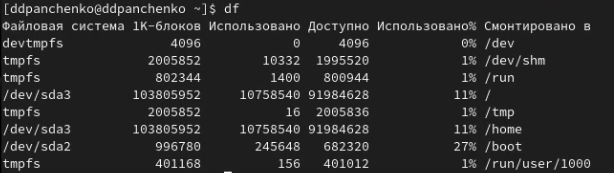 [ddpanchenko@ddpanchenko ~]$ df
Файловая система 1K-блоков Использовано Доступно Использовано% Смонтировано в
devtmpfs 4096 0 4096 0% /dev
tmpfs 2005852 10332 1995520 1% /dev/shm
tmpfs 802344 1400 800944 1% /run
/dev/sda3 103805952 10758540 91984628 11% /
tmpfs 2005852 16 2005836 1% /tmp
/dev/sda3 103805952 10758540 91984628 11% /home
/dev/sda2 996780 245648 682320 27% /boot
tmpfs 401168 156 401012 1% /run/user/1000